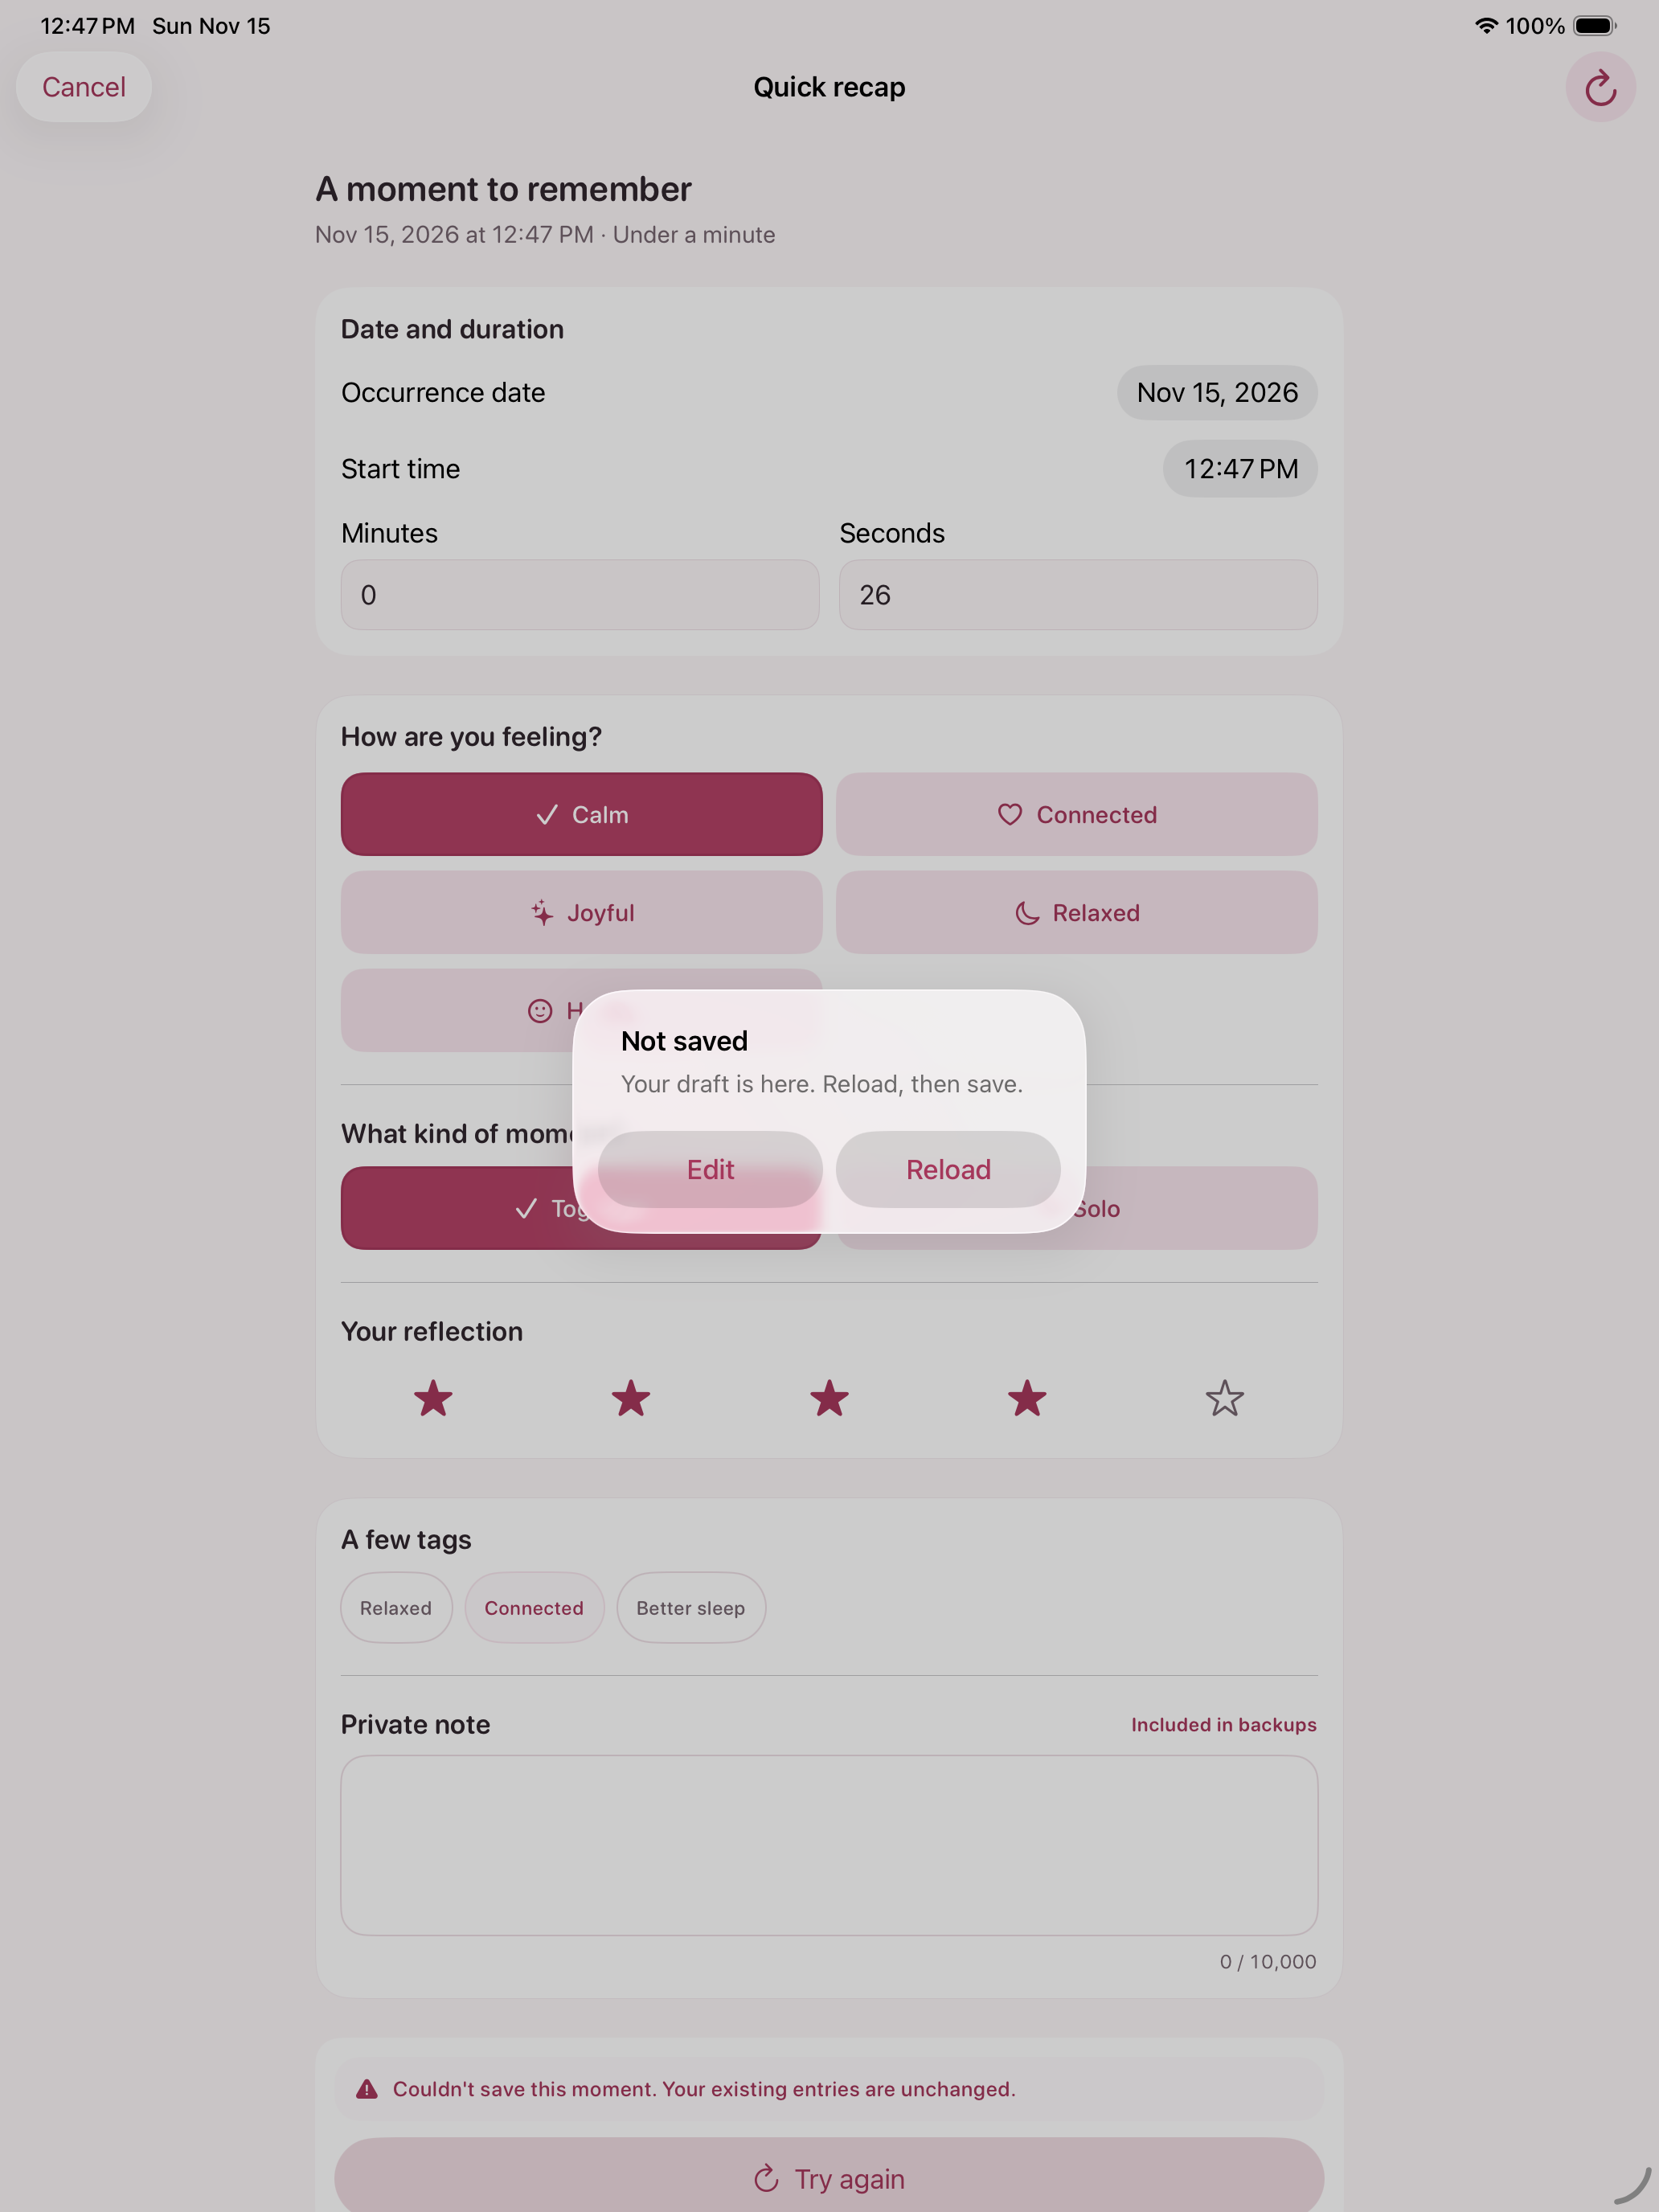 12:47 PM Sun Nov 15
100%
Cancel
Quick recap
A moment to remember
Nov 15, 2026 at 12:47 PM · Under a minute
Date and duration
Occurrence date
Nov 15, 2026
Start time
12:47 PM
Minutes
Seconds
0
26
How are you feeling?
Calm
Connected
Joyful
Relaxed
Not saved
Your draft is here. Reload, then save.
Edit
Reload
What kind of
Solo
Your reflection
A few tags
Relaxed
Connected
Better sleep
Private note
Included in backups
0 / 10,000
Couldn't save this moment. Your existing entries are unchanged.
Try again